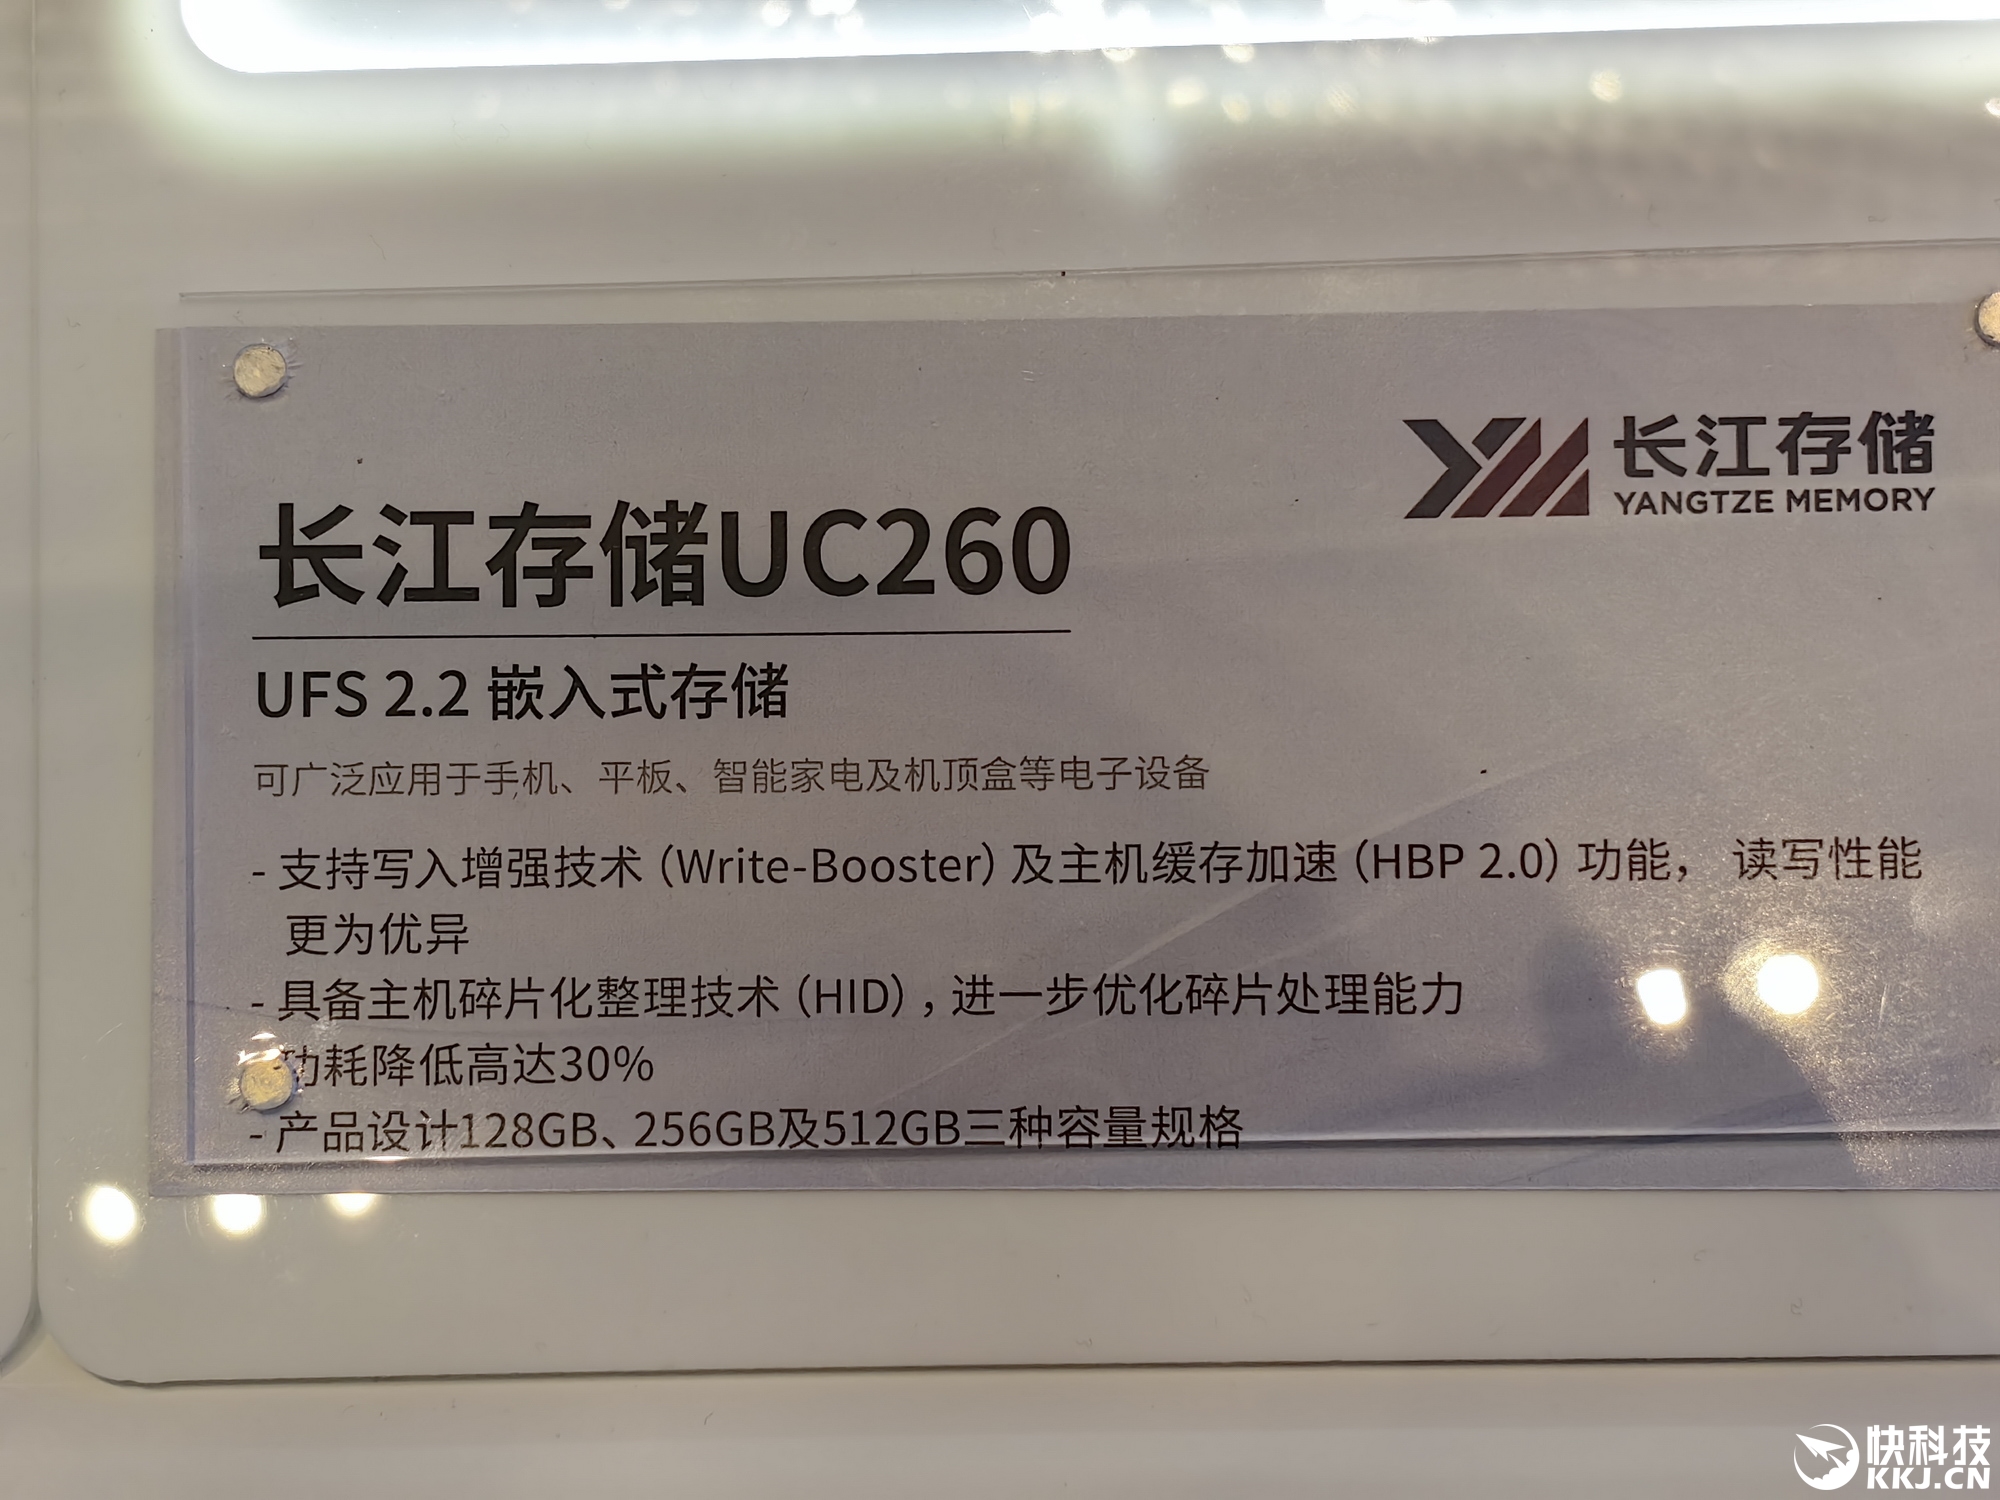 长江存储
YANGTZE MEMORY
长江存储UC260
UFS 2.2 嵌入式存储
可广泛应用于手机、平板、智能家电及机顶盒等电子设备
- 支持写入增强技术（Write-Booster）及主机缓存加速（HBP 2.0）功能， 读写性能
更为优异
- 具备主机碎片化整理技术（HID），进一步优化碎片处理能力
- 功耗降低高达30%
- 产品设计128GB、256GB及512GB三种容量规格
快科技
KKJ.CN